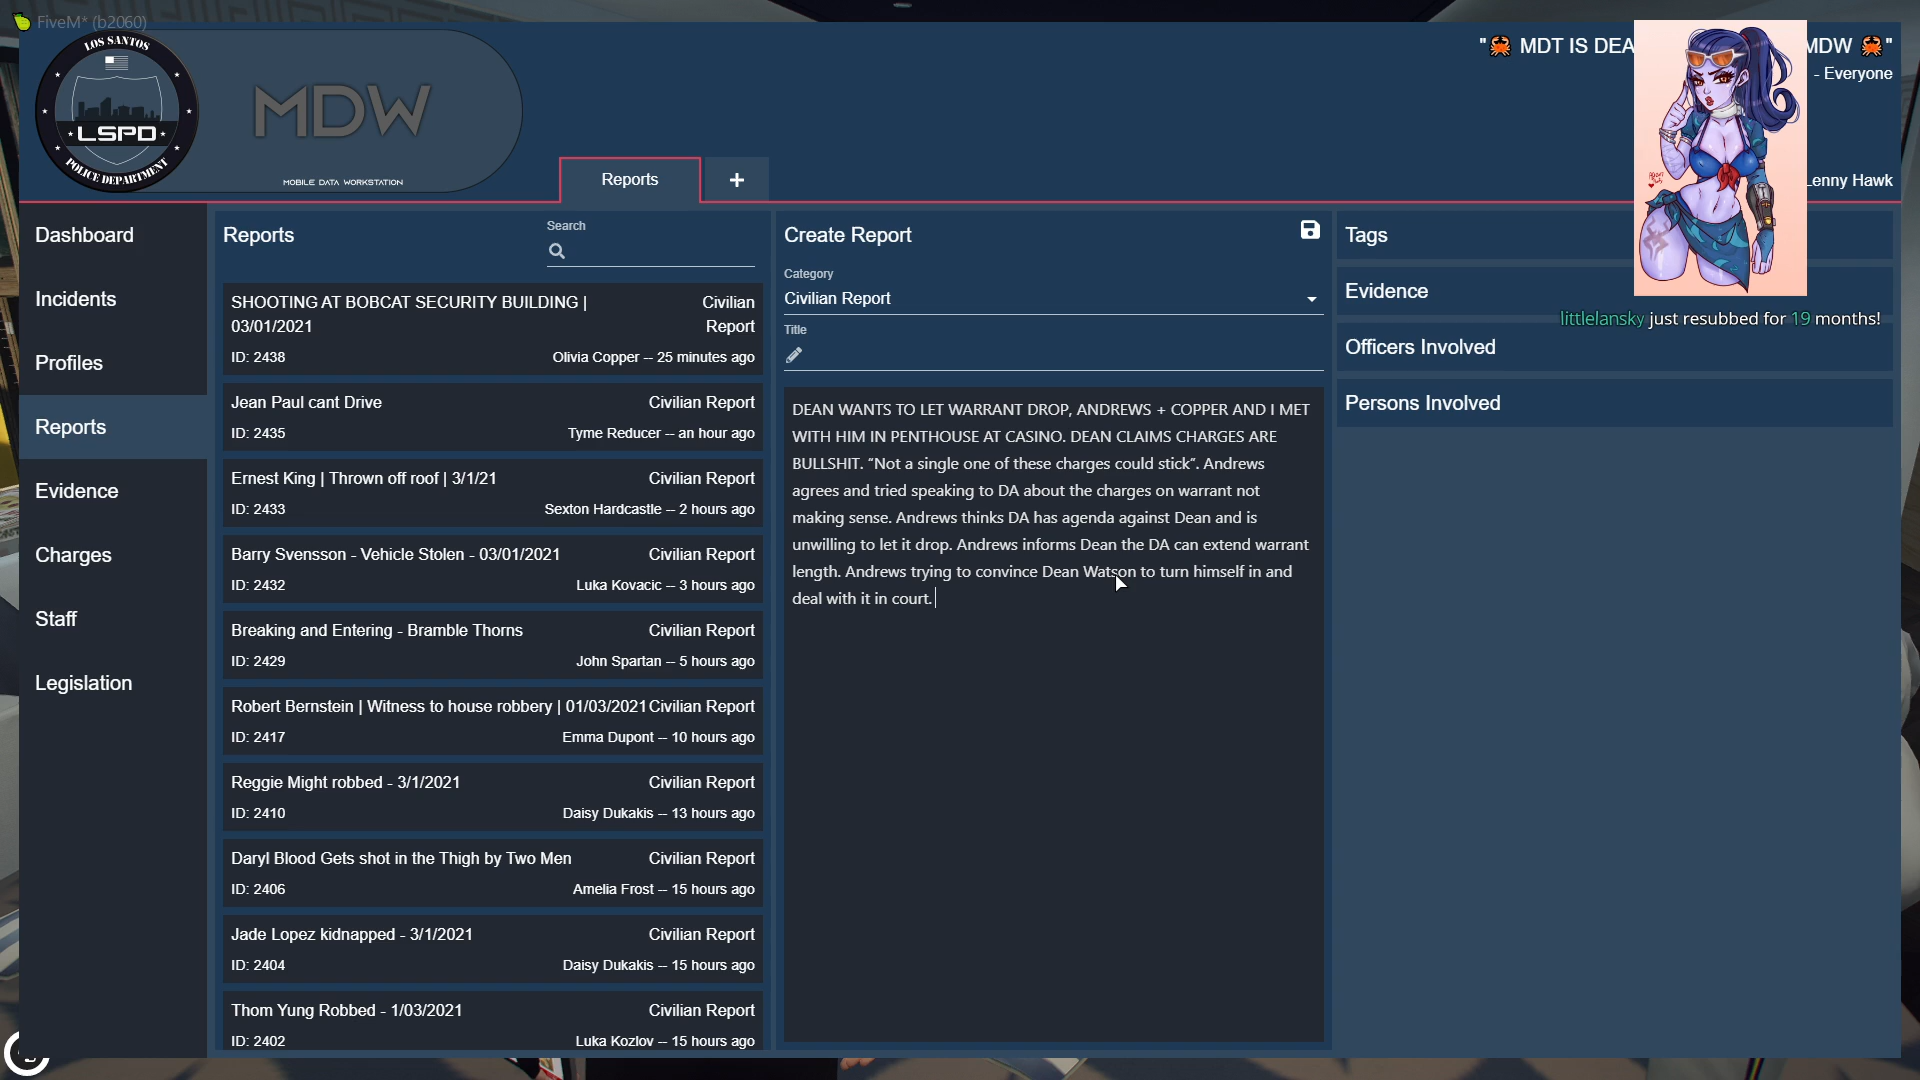 FiveM* (b2060)
LOS SANTOS
LSPD
POLICE DEPARTMENT
MDW
MOBILE DATA WORKSTATION
Reports
+
"🦀 MDT IS DEA
MDW 🦀"
- Everyone
Lenny Hawk
Dashboard
Incidents
Profiles
Reports
Evidence
Charges
Staff
Legislation
Reports
Search
SHOOTING AT BOBCAT SECURITY BUILDING |
03/01/2021
Civilian
Report
ID: 2438
Olivia Copper – 25 minutes ago
Jean Paul cant Drive
Civilian Report
ID: 2435
Tyme Reducer – an hour ago
Ernest King | Thrown off roof | 3/1/21
Civilian Report
ID: 2433
Sexton Hardcastle – 2 hours ago
Barry Svensson - Vehicle Stolen - 03/01/2021
Civilian Report
ID: 2432
Luka Kovacic – 3 hours ago
Breaking and Entering - Bramble Thorns
Civilian Report
ID: 2429
John Spartan – 5 hours ago
Robert Bernstein | Witness to house robbery | 01/03/2021
Civilian Report
ID: 2417
Emma Dupont – 10 hours ago
Reggie Might robbed - 3/1/2021
Civilian Report
ID: 2410
Daisy Dukakis – 13 hours ago
Daryl Blood Gets shot in the Thigh by Two Men
Civilian Report
ID: 2406
Amelia Frost – 15 hours ago
Jade Lopez kidnapped - 3/1/2021
Civilian Report
ID: 2404
Daisy Dukakis – 15 hours ago
Thom Yung Robbed - 1/03/2021
Civilian Report
ID: 2402
Luka Kozlov – 15 hours ago
Create Report
Category
Civilian Report
Title
DEAN WANTS TO LET WARRANT DROP, ANDREWS + COPPER AND I MET
WITH HIM IN PENTHOUSE AT CASINO. DEAN CLAIMS CHARGES ARE
BULLSHIT. “Not a single one of these charges could stick”. Andrews
agrees and tried speaking to DA about the charges on warrant not
making sense. Andrews thinks DA has agenda against Dean and is
unwilling to let it drop. Andrews informs Dean the DA can extend warrant
length. Andrews trying to convince Dean Watson to turn himself in and
deal with it in court.
Tags
Evidence
Officers Involved
Persons Involved
littlelansky just resubbed for 19 months!